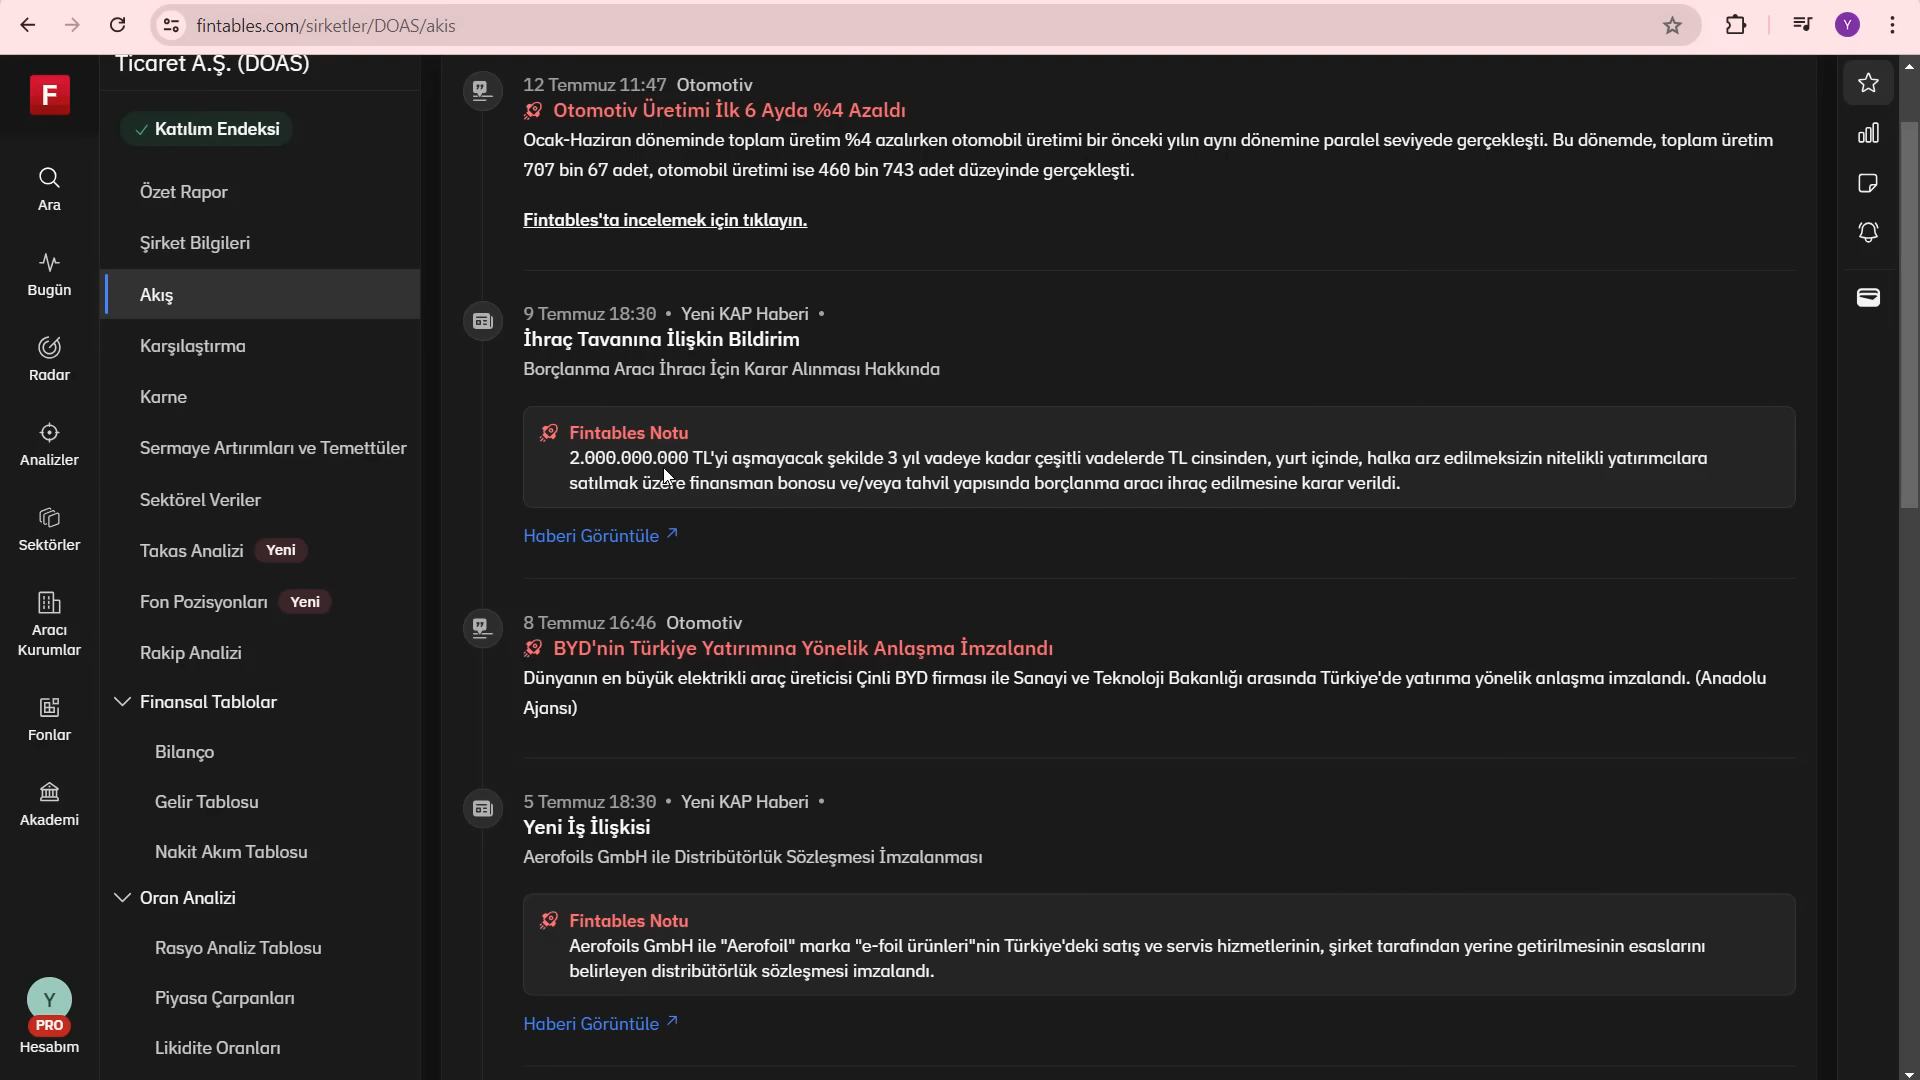 fintables.com/sirketler/DOAS/akis
Y
F
Ara
Bugün
Radar
Analizler
Sektörler
Aracı
Kurumlar
Fonlar
Akademi
Y
PRO
Hesabım
Ticaret A.Ş. (DOAS)
Katılım Endeksi
Özet Rapor
Şirket Bilgileri
Akış
Karşılaştırma
Karne
Sermaye Artırımları ve Temettüler
Sektörel Veriler
Takas Analizi Yeni
Fon Pozisyonları Yeni
Rakip Analizi
Finansal Tablolar
Bilanço
Gelir Tablosu
Nakit Akım Tablosu
Oran Analizi
Rasyo Analiz Tablosu
Piyasa Çarpanları
Likidite Oranları
12 Temmuz 11:47 Otomotiv
Otomotiv Üretimi İlk 6 Ayda %4 Azaldı
Ocak-Haziran döneminde toplam üretim %4 azalırken otomobil üretimi bir önceki yılın aynı dönemine paralel seviyede gerçekleşti. Bu dönemde, toplam üretim
707 bin 67 adet, otomobil üretimi ise 460 bin 743 adet düzeyinde gerçekleşti.
Fintables'ta incelemek için tıklayın.
9 Temmuz 18:30 • Yeni KAP Haberi •
İhraç Tavanına İlişkin Bildirim
Borçlanma Aracı İhracı İçin Karar Alınması Hakkında
Fintables Notu
2.000.000.000 TL'yi aşmayacak şekilde 3 yıl vadeye kadar çeşitli vadelerde TL cinsinden, yurt içinde, halka arz edilmeksizin nitelikli yatırımcılara
satılmak üzere finansman bonosu ve/veya tahvil yapısında borçlanma aracı ihraç edilmesine karar verildi.
Haberi Görüntüle
8 Temmuz 16:46 Otomotiv
BYD'nin Türkiye Yatırımına Yönelik Anlaşma İmzalandı
Dünyanın en büyük elektrikli araç üreticisi Çinli BYD firması ile Sanayi ve Teknoloji Bakanlığı arasında Türkiye'de yatırıma yönelik anlaşma imzalandı. (Anadolu
Ajansı)
5 Temmuz 18:30 • Yeni KAP Haberi •
Yeni İş İlişkisi
Aerofoils GmbH ile Distribütörlük Sözleşmesi İmzalanması
Fintables Notu
Aerofoils GmbH ile "Aerofoil" marka "e-foil ürünleri"nin Türkiye'deki satış ve servis hizmetlerinin, şirket tarafından yerine getirilmesinin esaslarını
belirleyen distribütörlük sözleşmesi imzalandı.
Haberi Görüntüle